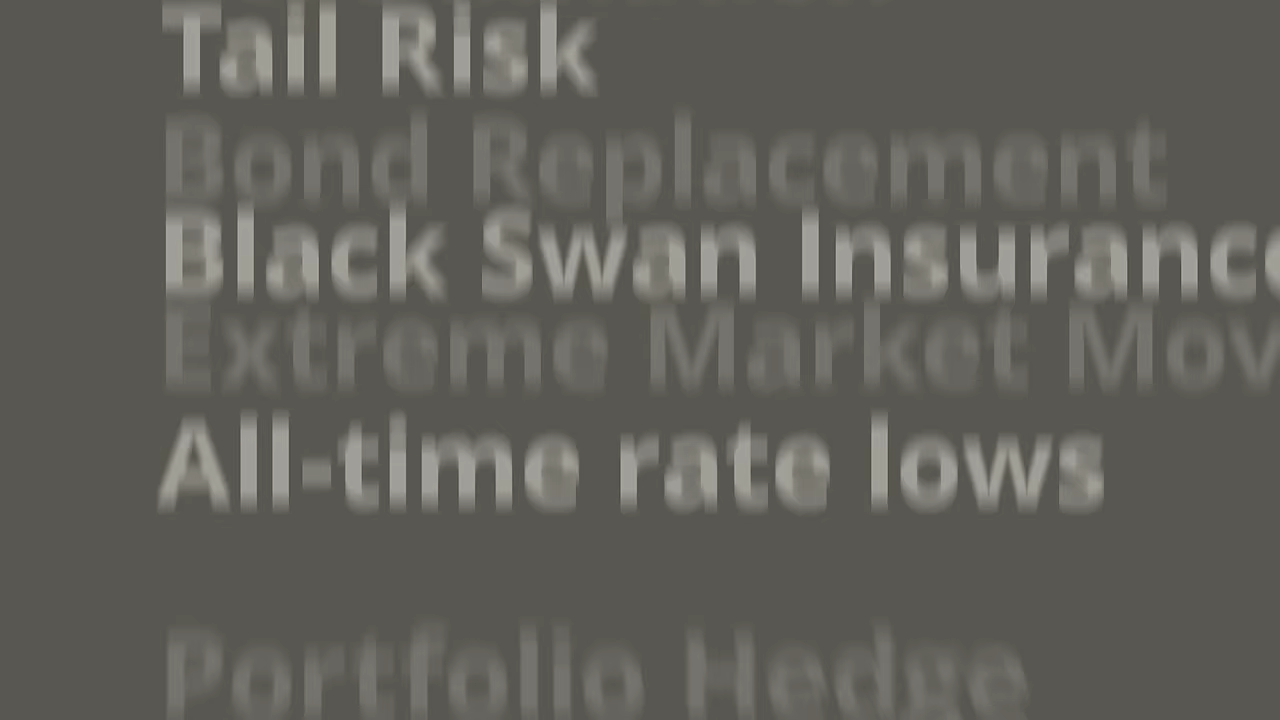 Tail Risk
Bond Replacement
Black Swan Insurance
Extreme Market Mov
All-time rate lows
Portfolio Hedge